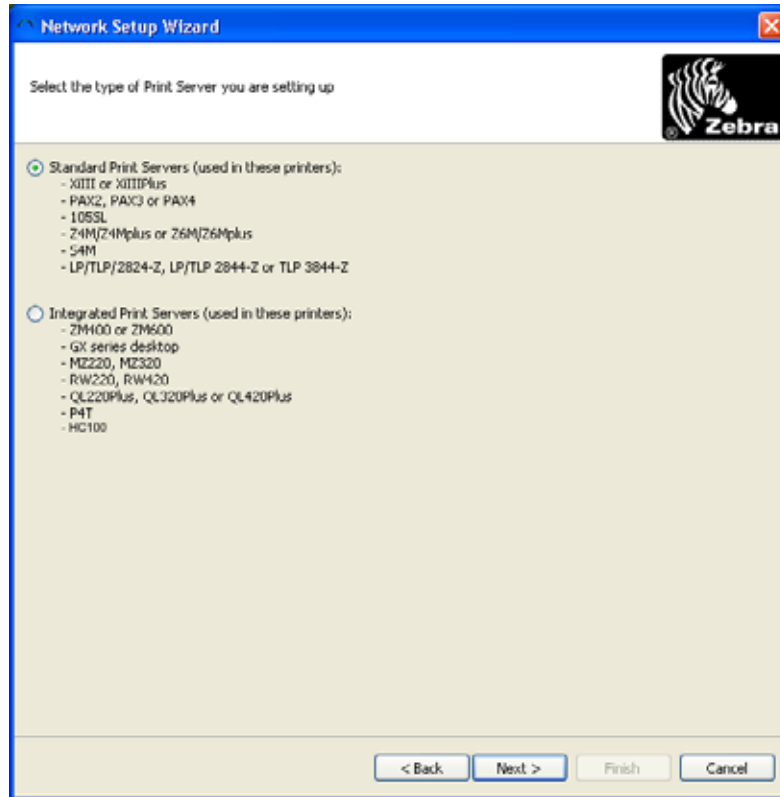 Network Setup Wizard
Select the type of Print Server you are setting up
Zebra
®
Standard Print Servers (used in these printers):
- XiIII or XiIIIPlus
- PAX2, PAX3 or PAX4
- 105SL
- Z4M/Z4Mplus or Z6M/Z6Mplus
- S4M
- LP/TLP/2824-Z, LP/TLP 2844-Z or TLP 3844-Z
Integrated Print Servers (used in these printers):
- ZM400 or ZM600
- GX series desktop
- MZ220, MZ320
- RW220, RW420
- QL220Plus, QL320Plus or QL420Plus
- P4T
- HC100
< Back
Next >
Finish
Cancel